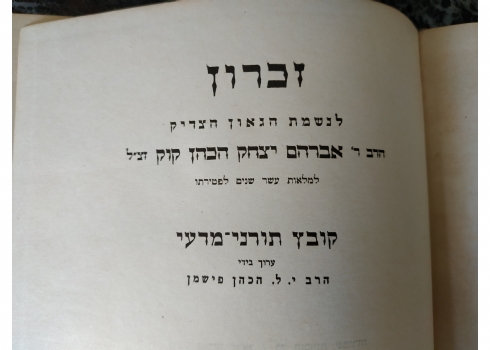 זכרון
לנשמת הגאון הצדיק
הרב ר' אברהם יצחק הכהן קוק זצ״ל
למלאות עשר שנים לפטירתו
קובץ תורני־מדעי
ערוך בידי
הרב י. ל. הכהן פישמן